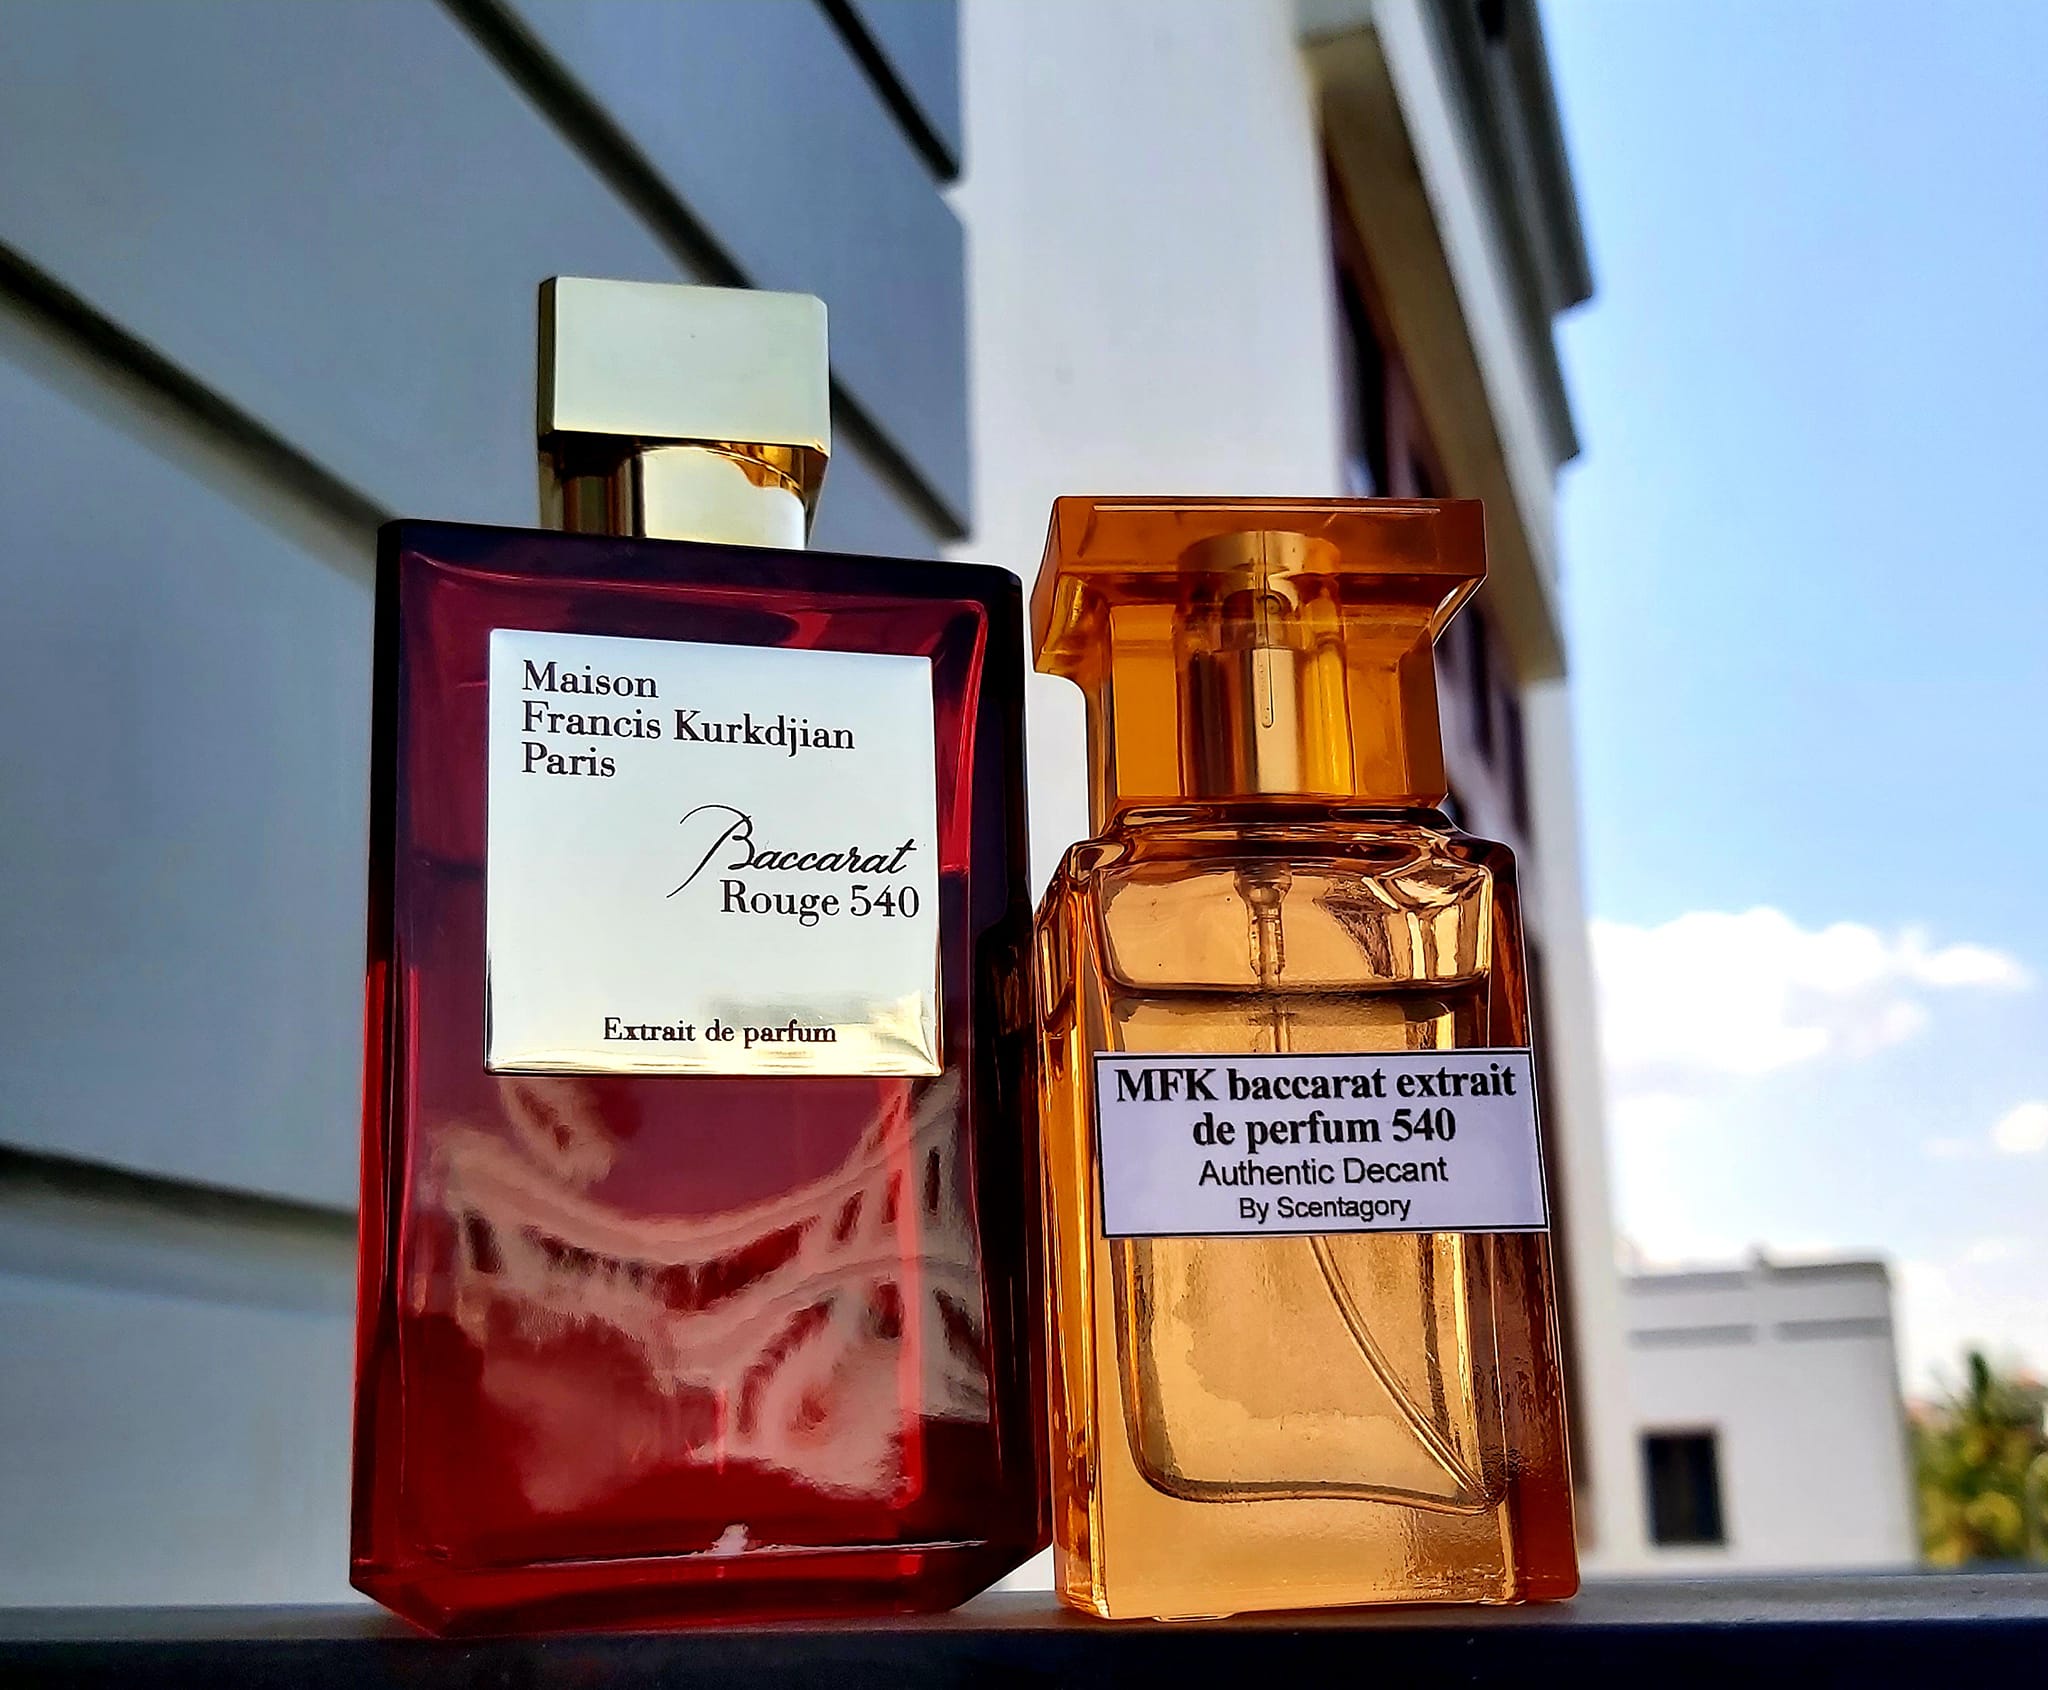 Maison
Francis Kurkdjian
Paris
Baccarat
Rouge 540
Extrait de parfum
MFK baccarat extrait
de perfum 540
Authentic Decant
By Scentagory